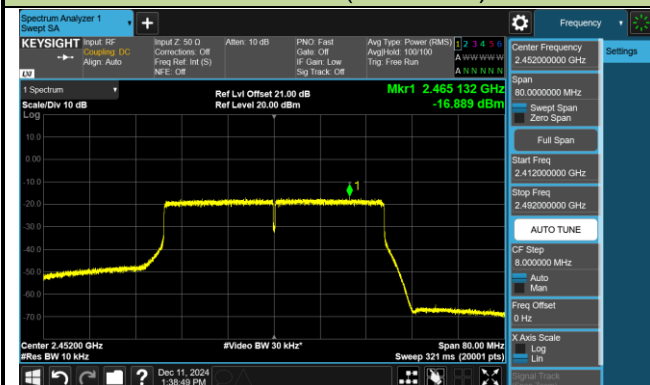 Spectrum Analyzer 1
Swept SA
+
Frequency
KEYSIGHT
Input: RF
Coupling: DC
Align: Auto
Input Z: 50 Ω
Corrections: Off
Freq Ref: Int (S)
NFE: Off
Atten: 10 dB
PNO: Fast
Gate: Off
IF Gain: Low
Sig Track: Off
Avg Type: Power (RMS)
Avg|Hold: 100/100
Trig: Free Run
1 2 3 4 5 6
A WW WW W
A N N N N N
LXI
1 Spectrum
Scale/Div 10 dB
Log
Ref Lvl Offset 21.00 dB
Ref Level 20.00 dBm
Mkr1 2.465 132 GHz
-16.889 dBm
10.0
0.00
-10.0
-20.0
-30.0
-40.0
-50.0
-60.0
-70.0
1
Center 2.45200 GHz
#Res BW 10 kHz
#Video BW 30 kHz*
Span 80.00 MHz
Sweep 321 ms (20001 pts)
Dec 11, 2024
1:38:49 PM
?
Center Frequency
2.452000000 GHz
Settings
Span
80.0000000 MHz
Swept Span
Zero Span
Full Span
Start Freq
2.412000000 GHz
Stop Freq
2.492000000 GHz
AUTO TUNE
CF Step
8.000000 MHz
Auto
Man
Freq Offset
0 Hz
X Axis Scale
Log
Lin
Signal Track